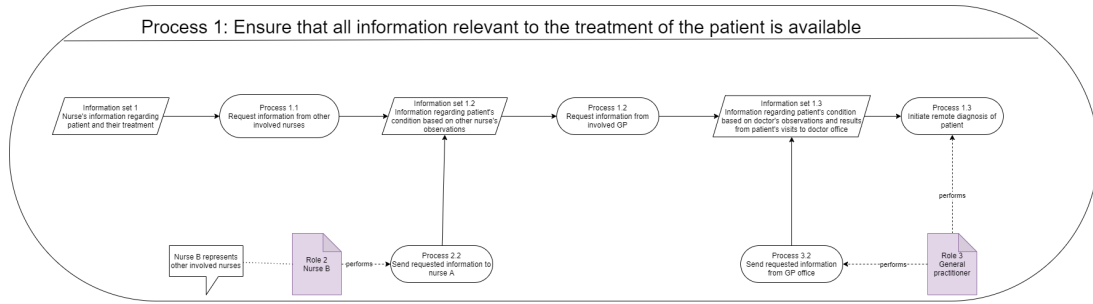 Process 1: Ensure that all information relevant to the treatment of the patient is available
Information set 1
Nurse's information regarding
patient and their treatment
Process 1.1
Request information from other
involved nurses
Information set 1.2
Information regarding patient's
condition based on other nurse's
observations
Process 1.2
Request information from
involved GP
Information set 1.3
Information regarding patient's condition
based on doctor's observations and results
from patient's visits to doctor office
Process 1.3
Initiate remote diagnosis of
patient
performs
Nurse B represents
other involved nurses
Role 2
Nurse B
performs
Process 2.2
Send requested information to
nurse A
Process 3.2
Send requested information
from GP office
performs
Role 3
General
practitioner